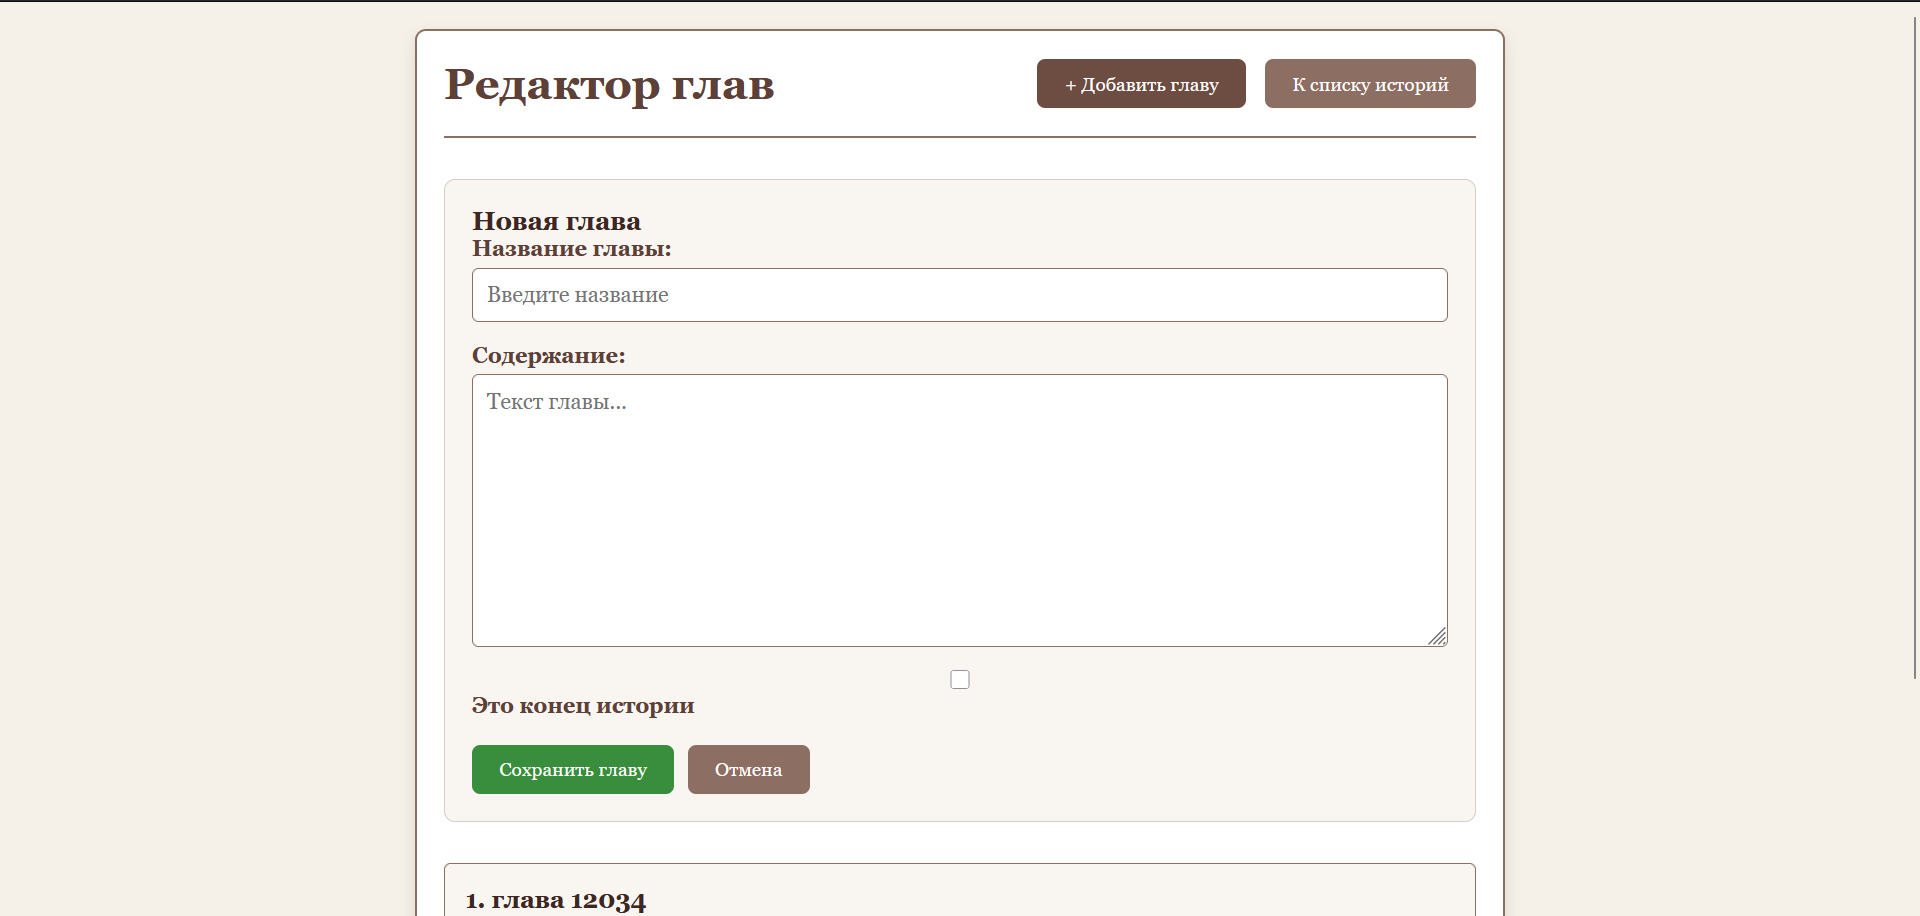 Редактор глав
+ Добавить главу
К списку историй
Новая глава
Название главы:
Введите название
Содержание:
Текст главы...
Это конец истории
Сохранить главу
Отмена
1. глава 12034